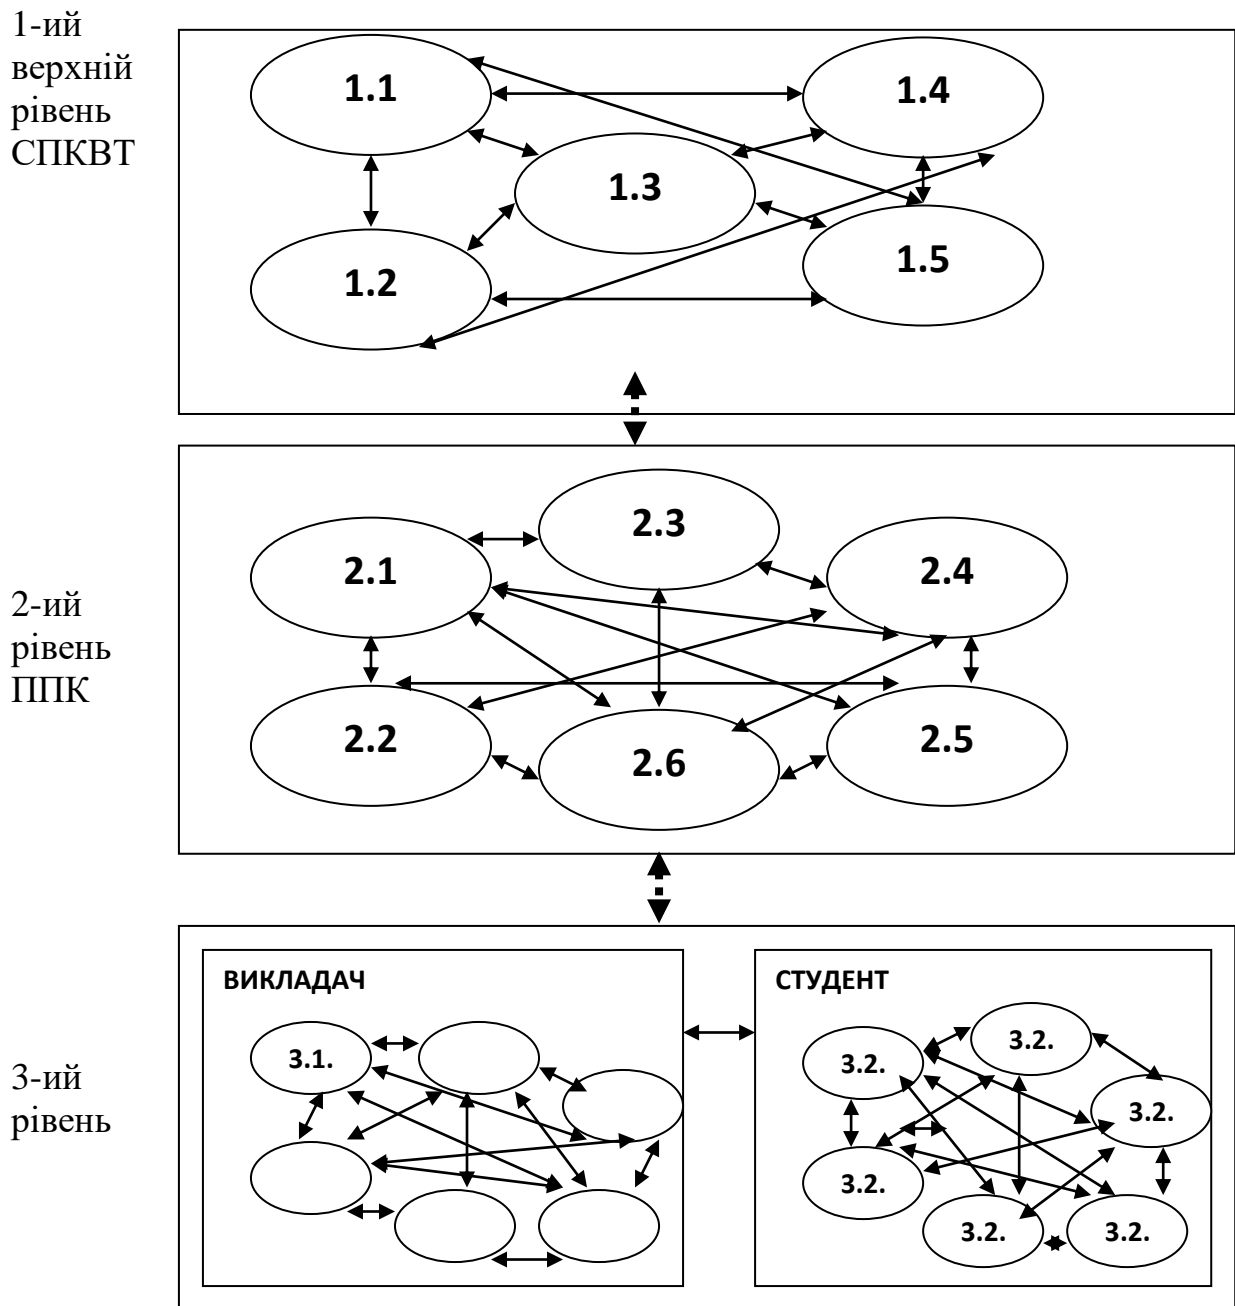 1-ий
верхній
рівень
СПКВТ
1.1
1.4
1.3
1.2
1.5
2-ий
рівень
ППК
2.3
2.1
2.4
2.2
2.6
2.5
3-ий
рівень
ВИКЛАДАЧ
3.1.
СТУДЕНТ
3.2.
3.2.
3.2.
3.2.
3.2.
3.2.